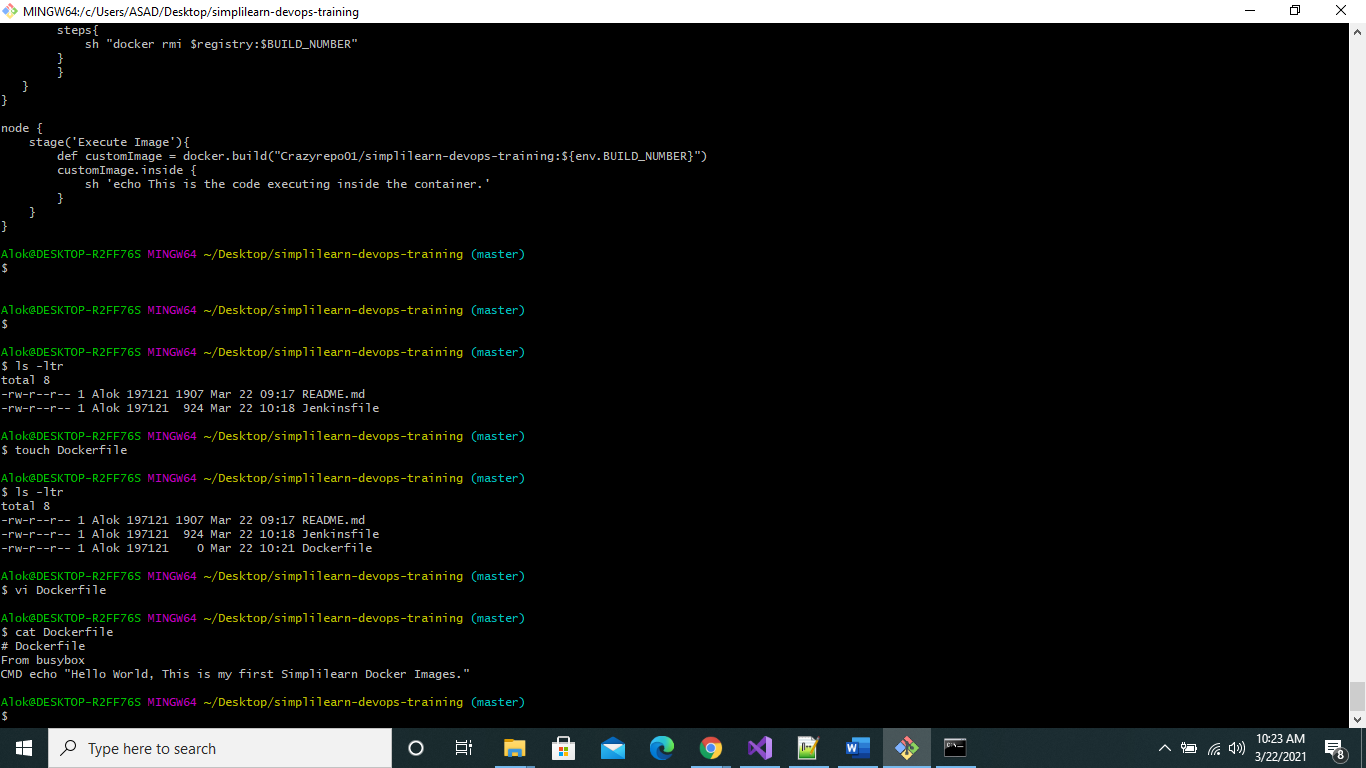 MINGW64:/c/Users/ASAD/Desktop/simplilearn-devops-training
steps{
sh "docker rmi $registry:$BUILD_NUMBER"
}
}
}
}
node {
stage('Execute Image'){
def customImage = docker.build("Crazyrepo01/simplilearn-devops-training:${env.BUILD_NUMBER}")
customImage.inside {
sh 'echo This is the code executing inside the container.'
}
}
}
Alok@DESKTOP-R2FF76S MINGW64 ~/Desktop/simplilearn-devops-training (master)
$
Alok@DESKTOP-R2FF76S MINGW64 ~/Desktop/simplilearn-devops-training (master)
$
Alok@DESKTOP-R2FF76S MINGW64 ~/Desktop/simplilearn-devops-training (master)
$ ls -ltr
total 8
-rw-r--r-- 1 Alok 197121 1907 Mar 22 09:17 README.md
-rw-r--r-- 1 Alok 197121  924 Mar 22 10:18 Jenkinsfile
Alok@DESKTOP-R2FF76S MINGW64 ~/Desktop/simplilearn-devops-training (master)
$ touch Dockerfile
Alok@DESKTOP-R2FF76S MINGW64 ~/Desktop/simplilearn-devops-training (master)
$ ls -ltr
total 8
-rw-r--r-- 1 Alok 197121 1907 Mar 22 09:17 README.md
-rw-r--r-- 1 Alok 197121  924 Mar 22 10:18 Jenkinsfile
-rw-r--r-- 1 Alok 197121    0 Mar 22 10:21 Dockerfile
Alok@DESKTOP-R2FF76S MINGW64 ~/Desktop/simplilearn-devops-training (master)
$ vi Dockerfile
Alok@DESKTOP-R2FF76S MINGW64 ~/Desktop/simplilearn-devops-training (master)
$ cat Dockerfile
# Dockerfile
From busybox
CMD echo "Hello World, This is my first Simplilearn Docker Images."
Alok@DESKTOP-R2FF76S MINGW64 ~/Desktop/simplilearn-devops-training (master)
$
Type here to search
10:23 AM
3/22/2021
8